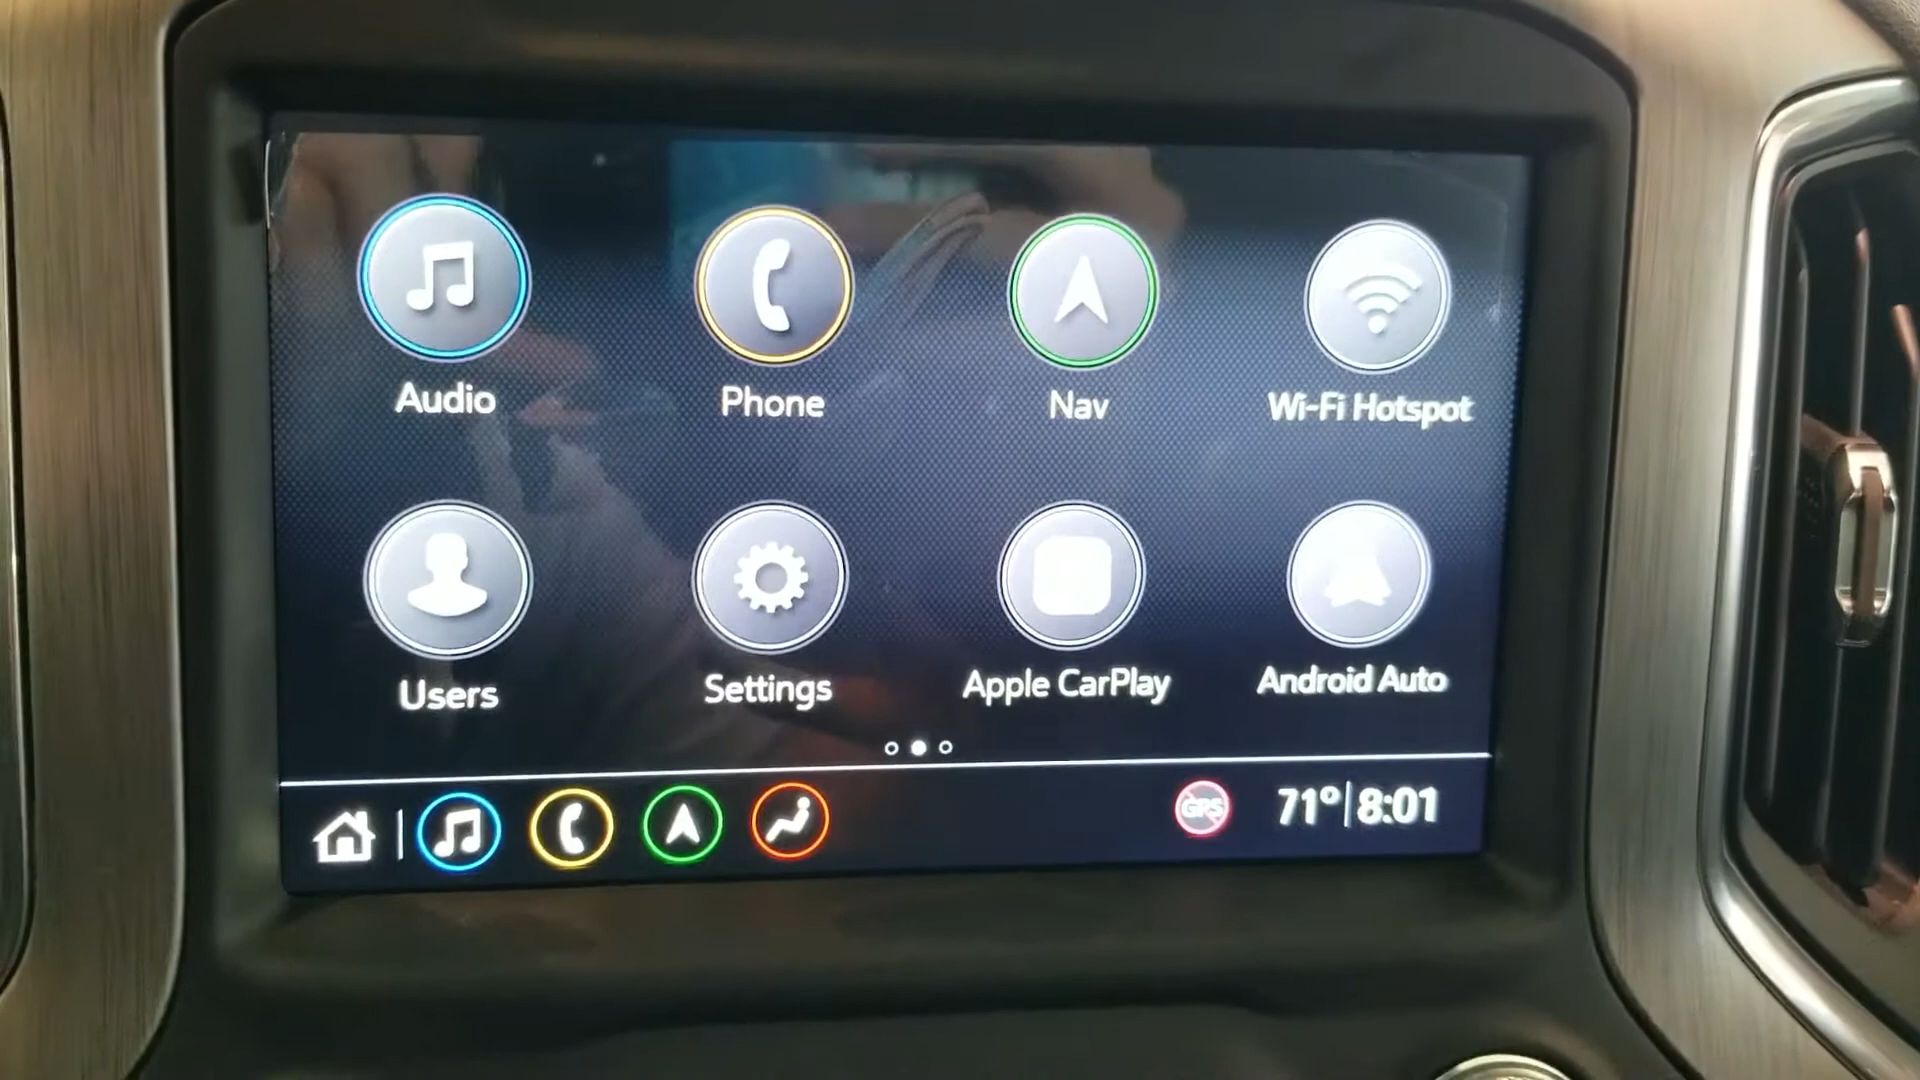 Audio
Phone
Nav
Wi-Fi Hotspot
Users
Settings
Apple CarPlay
Android Auto
GPS
71°
8:01